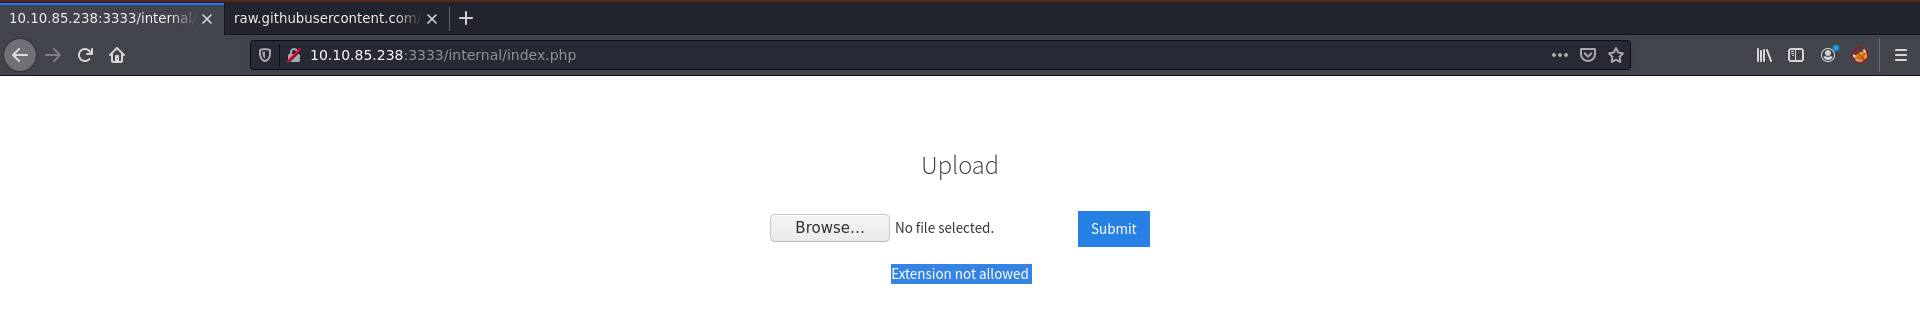 10.10.85.238:3333/internal/
raw.githubusercontent.com/
10.10.85.238:3333/internal/index.php
Upload
Browse...
No file selected.
Submit
Extension not allowed